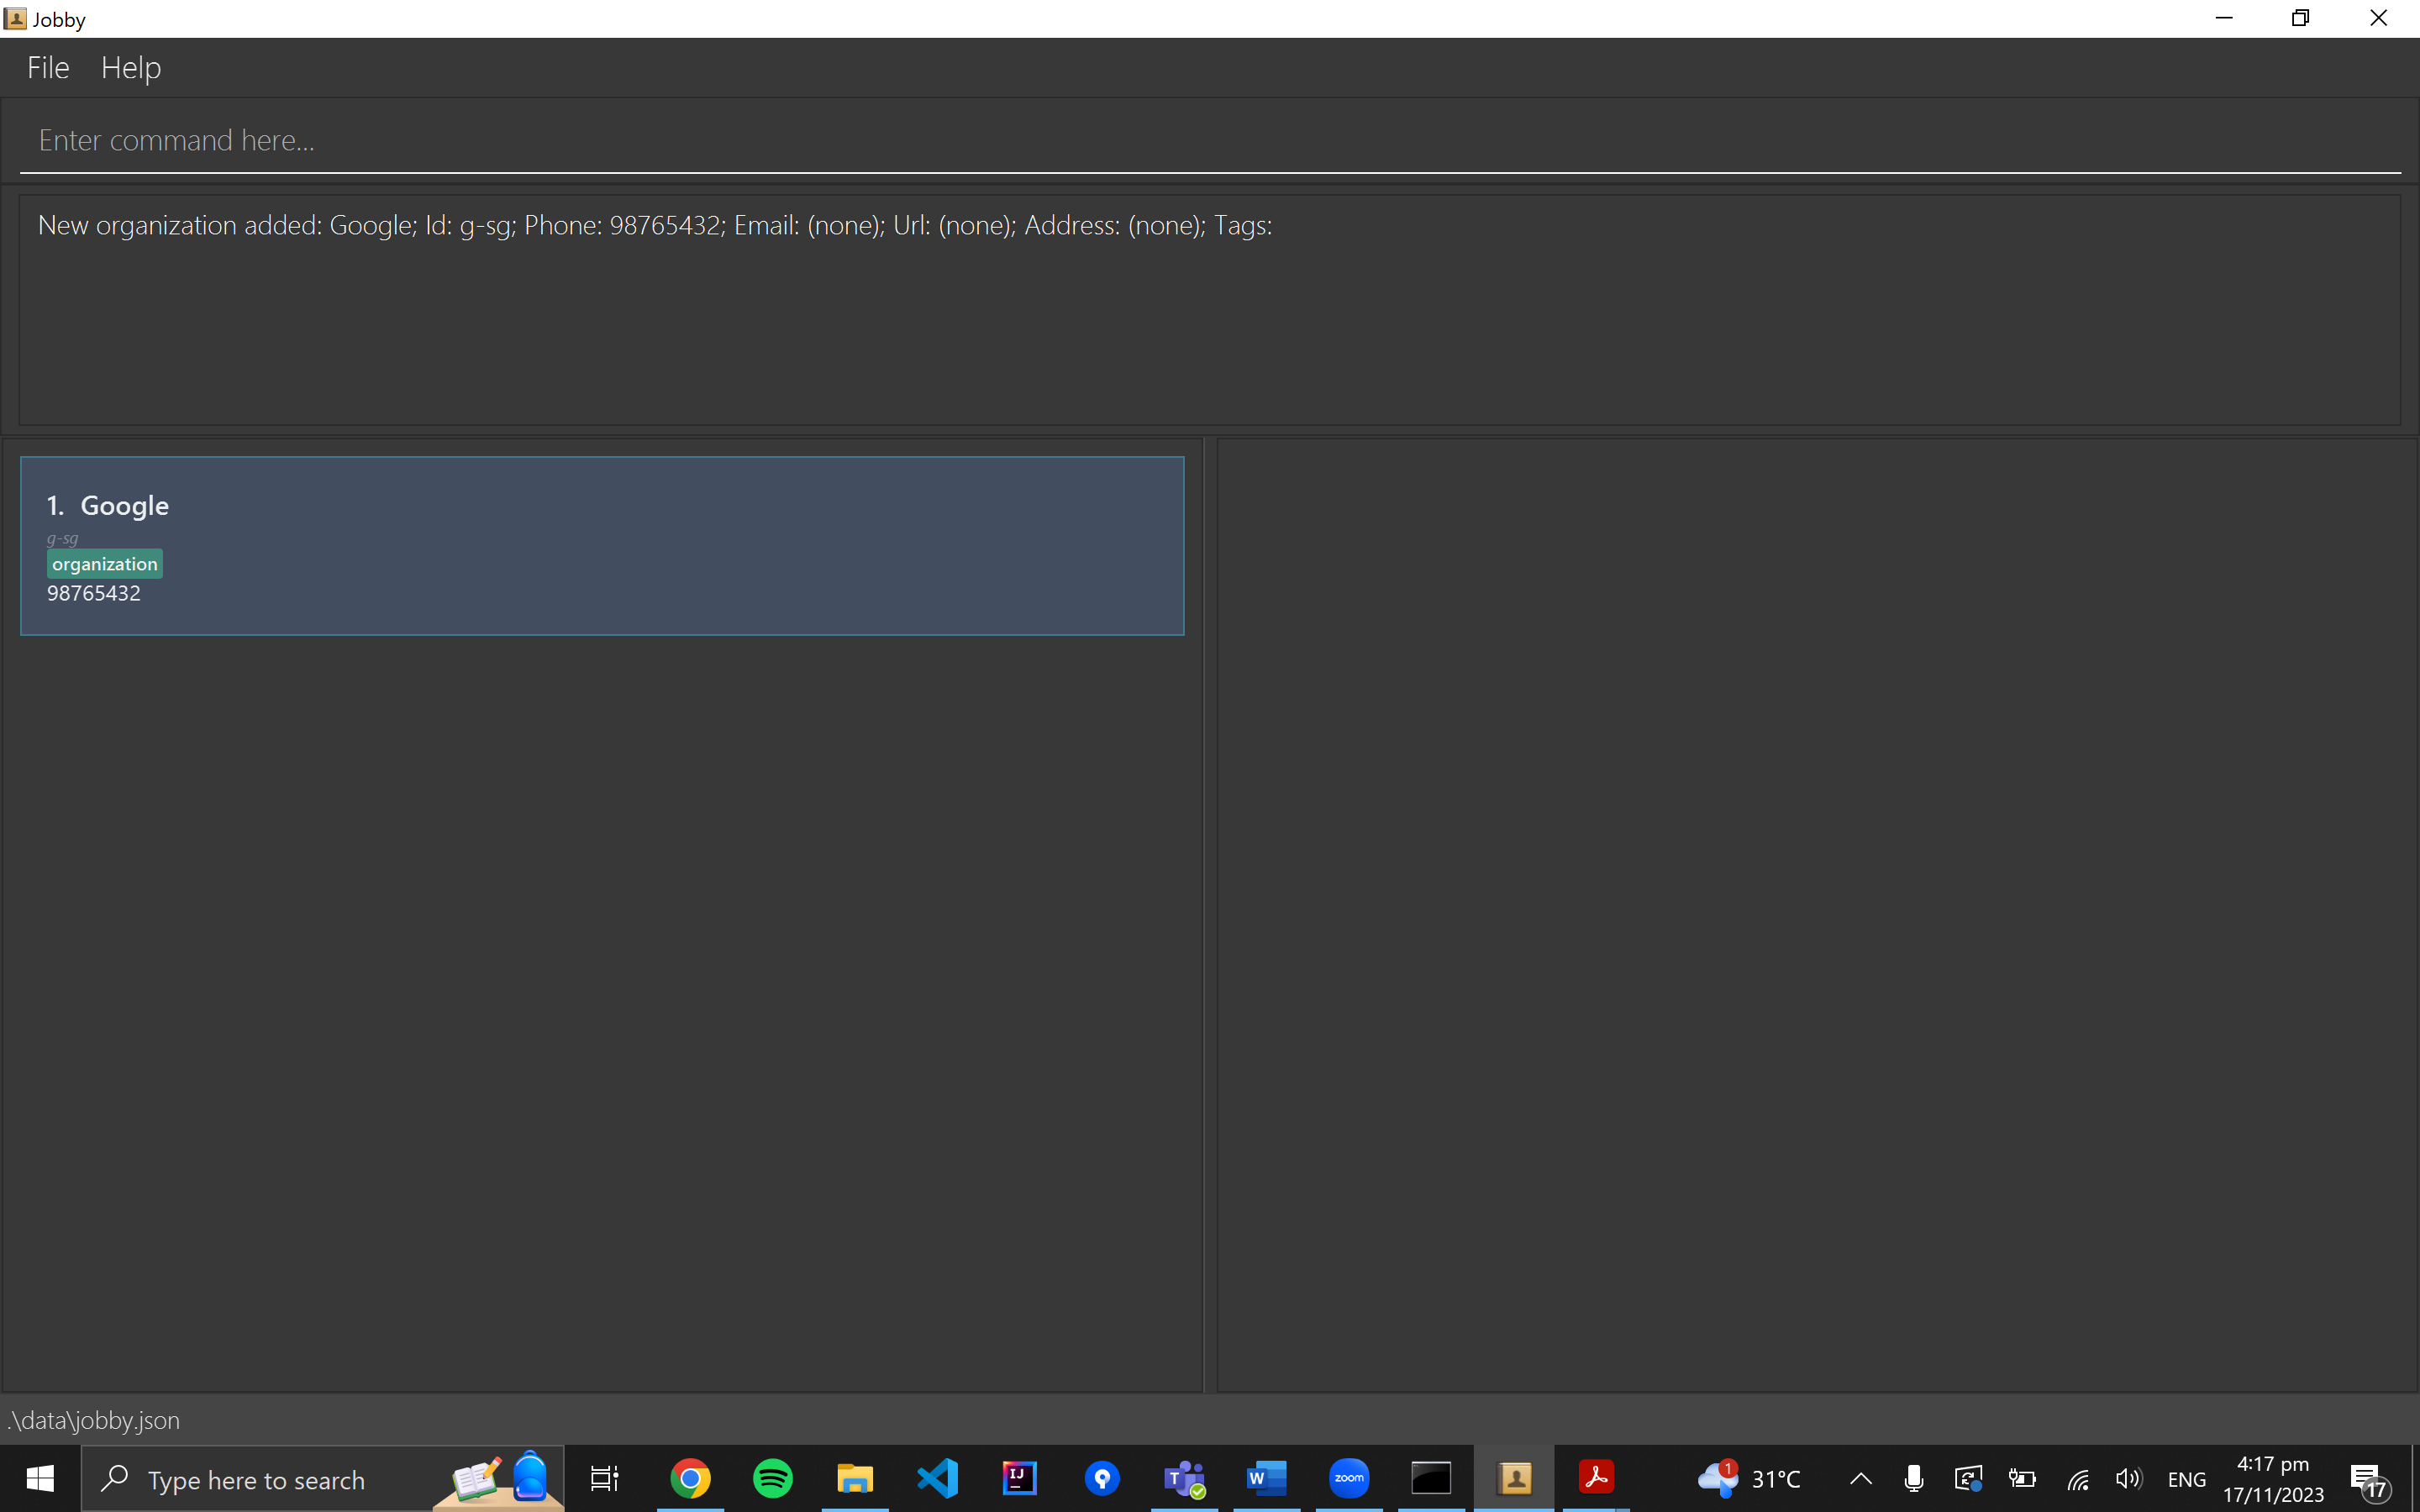 Jobby
File Help
Enter command here...
New organization added: Google; Id: g-sg; Phone: 98765432; Email: (none); Url: (none); Address: (none); Tags:
1. Google
g-sg
organization
98765432
.\data\jobby.json
Type here to search
IJ
T
W
zoom
1
31°C
ENG
4:17 pm
17/11/2023
17